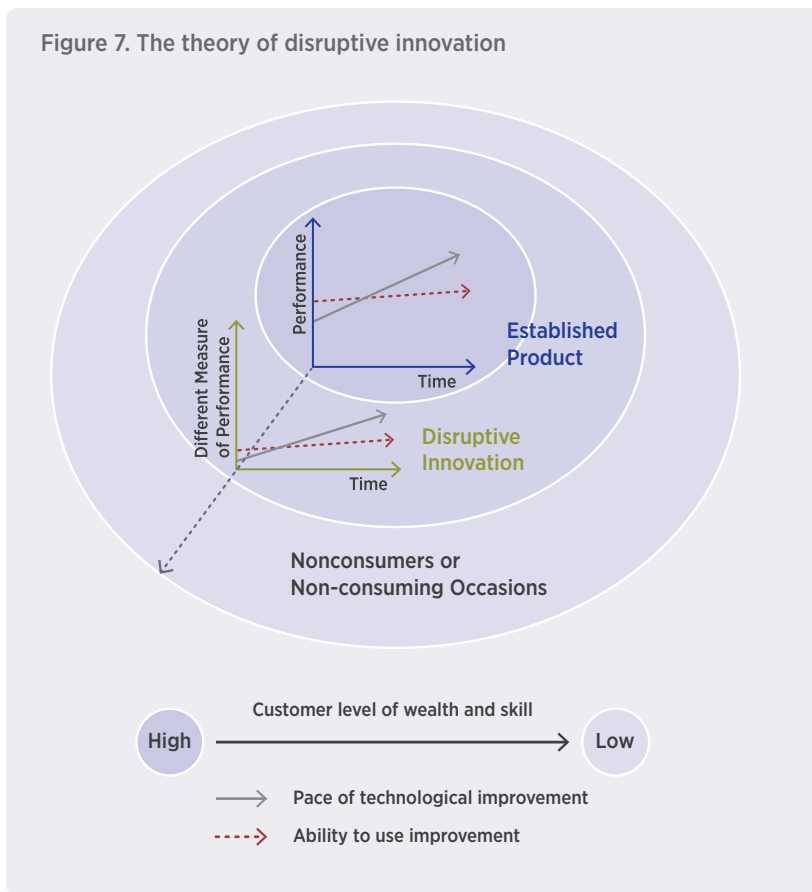 Figure 7. The theory of disruptive innovation
Performance
Time
Established
Product
Different Measure
of Performance
Time
Disruptive
Innovation
Nonconsumers or
Non-consuming Occasions
Customer level of wealth and skill
High
Low
Pace of technological improvement
Ability to use improvement